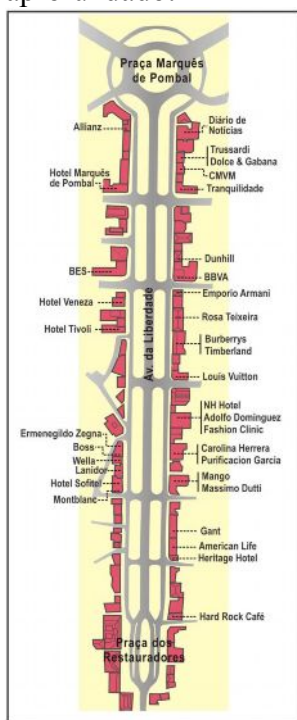 Praça Marquês
de Pombal
Allianz
Diário de
Notícias
Trussardi
Dolce & Gabana
CMVM
Hotel Marquês
de Pombal
Tranquilidade
Dunhill
BES
BBVA
Emporio Armani
Hotel Veneza
Rosa Teixeira
Av. da Liberdade
Hotel Tivoli
Burberrys
Timberland
Louis Vuitton
NH Hotel
Adolfo Dominguez
Fashion Clinic
Ermenegildo Zegna
Boss
Wella
Lanidor
Hotel Sofitel
Montblanc
Carolina Herrera
Purificacion Garcia
Mango
Massimo Dutti
Gant
American Life
Heritage Hotel
Hard Rock Café
Praça dos
Restauradores